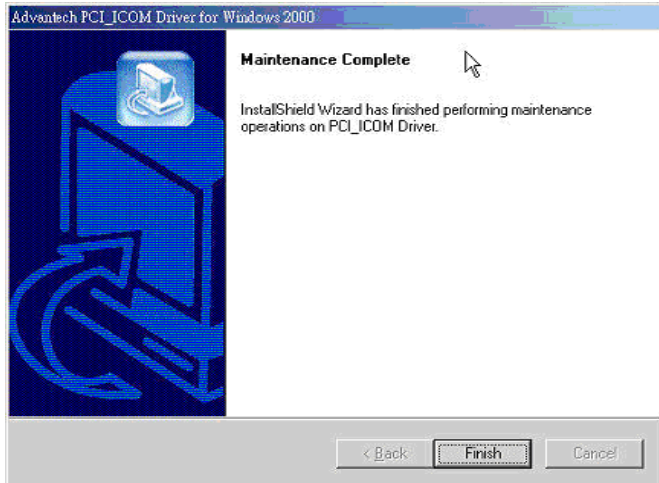 Advantech PCI_ICOM Driver for Windows 2000
Maintenance Complete
InstallShield Wizard has finished performing maintenance
operations on PCI_ICOM Driver.
< Back
Finish
Cancel